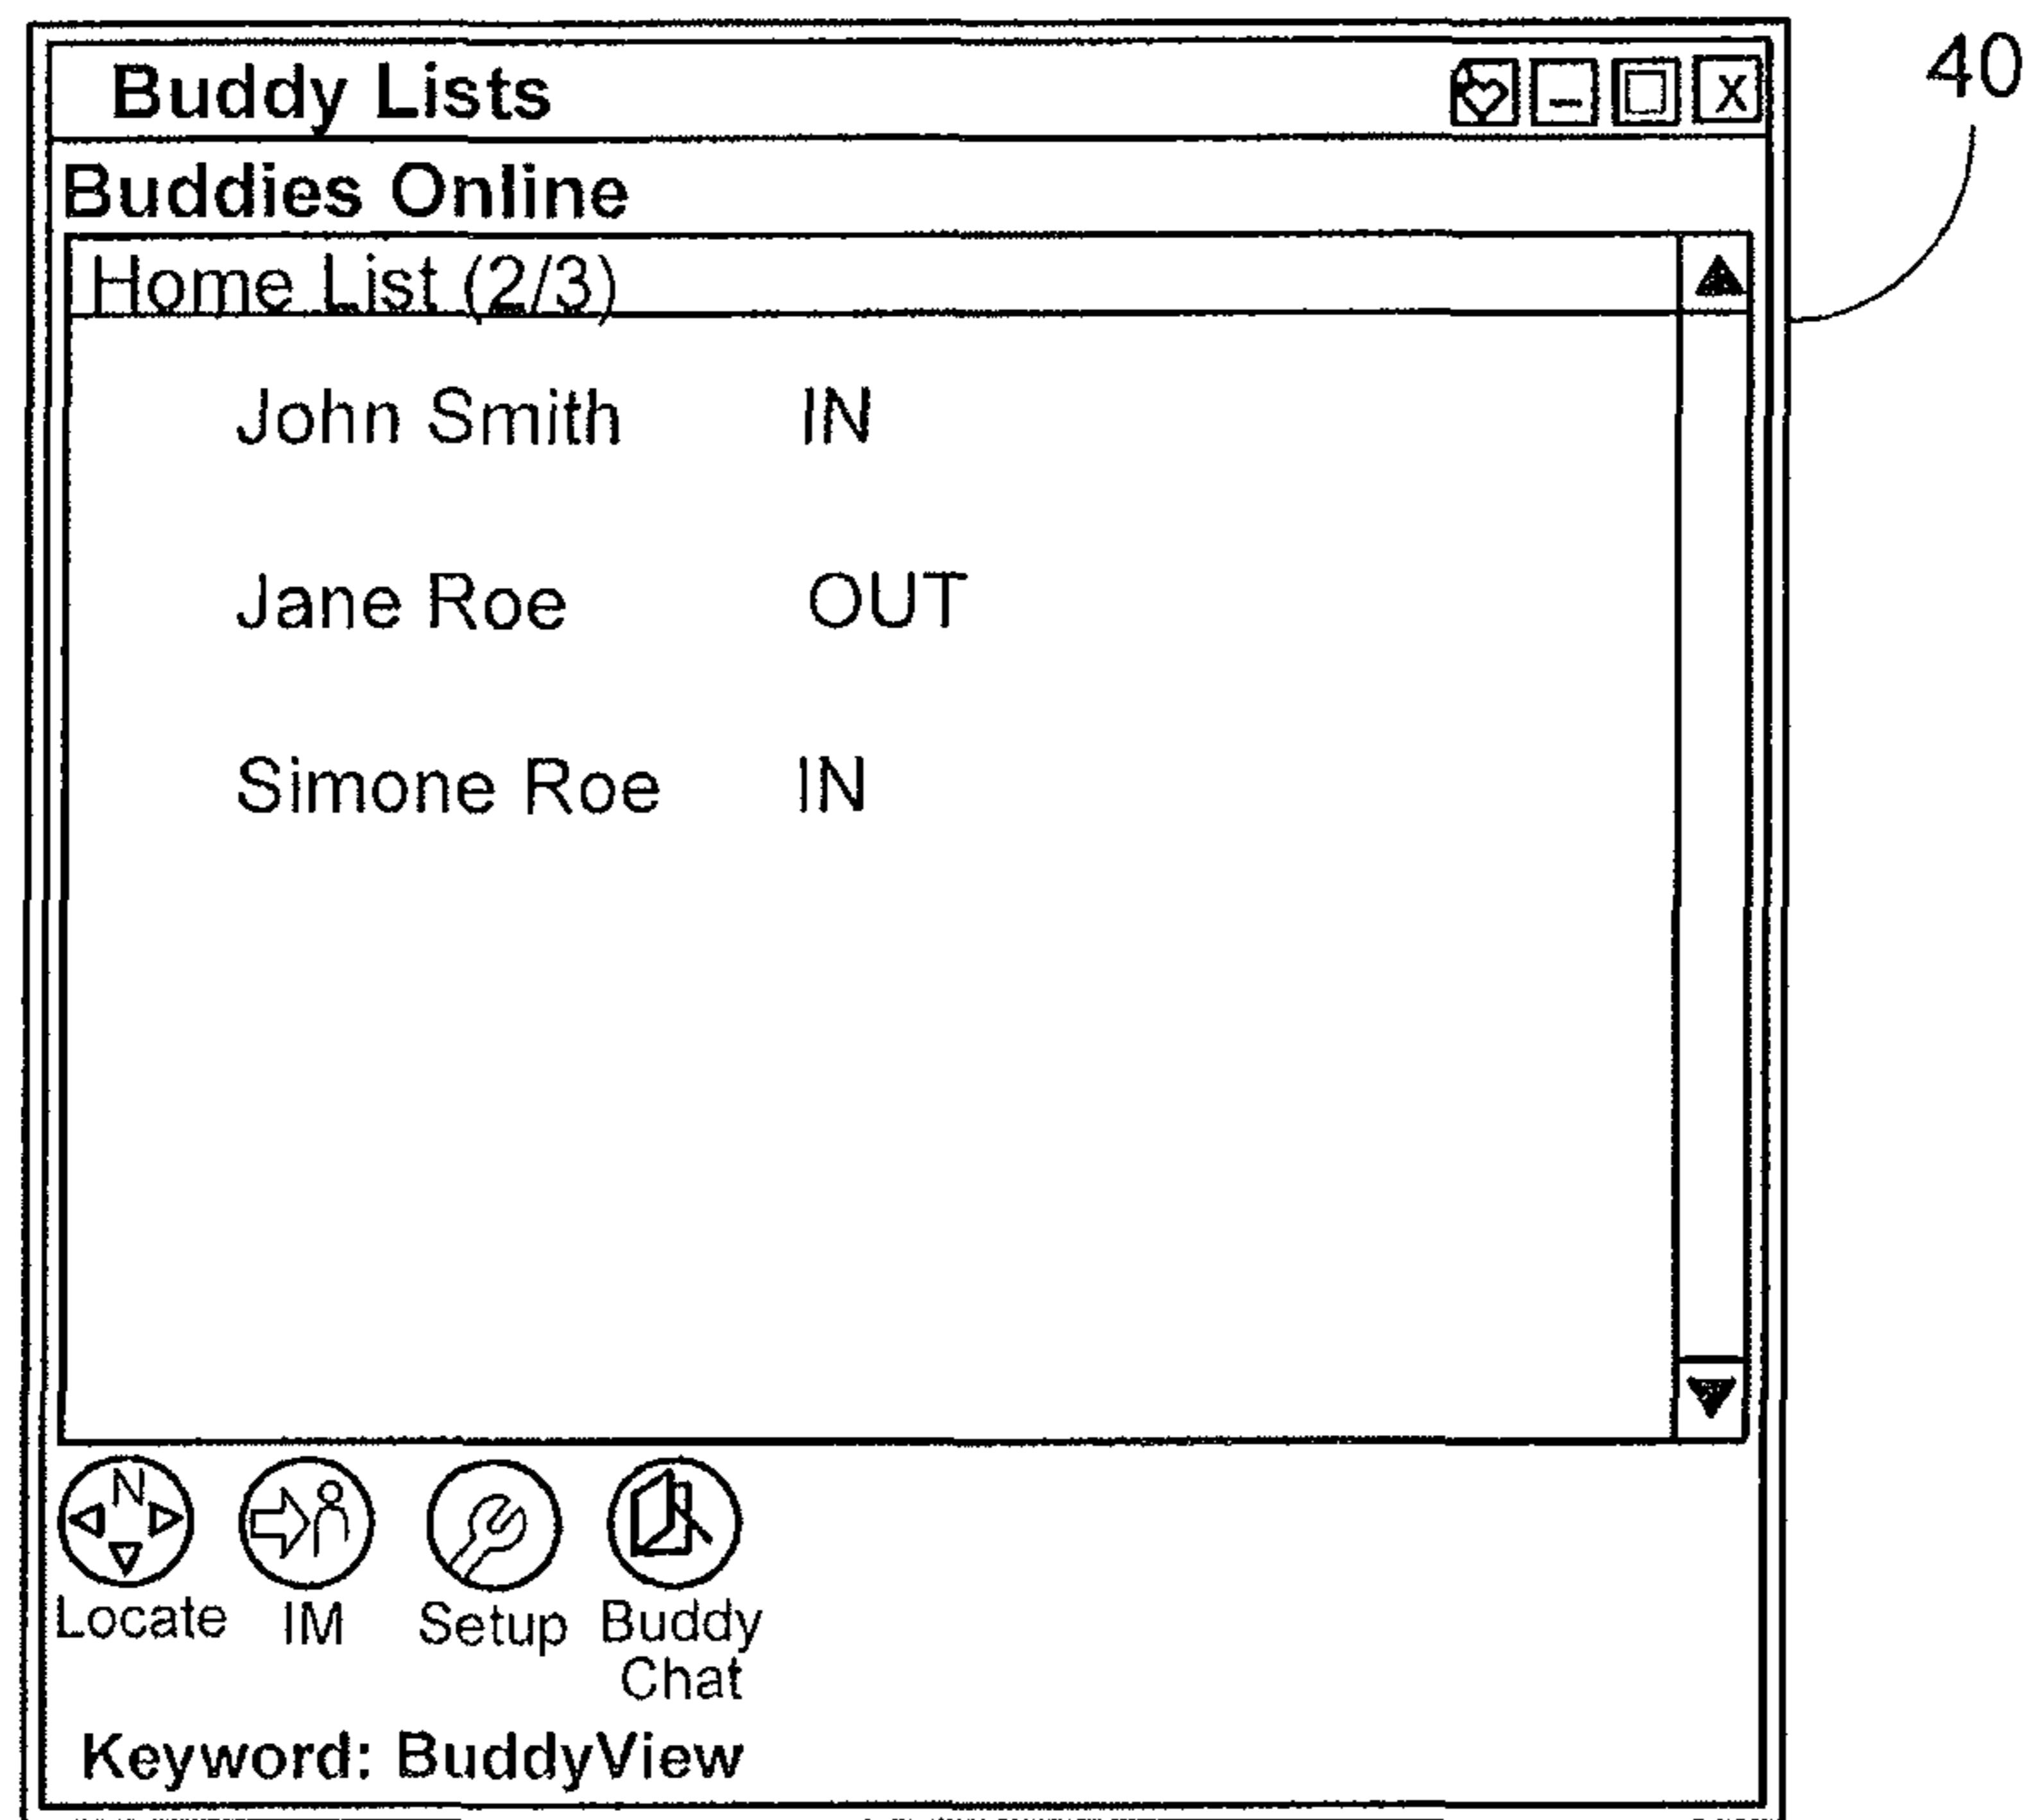 Buddy Lists X
40
Buddies Online
Home List (2/3)
John Smith IN
Jane Roe OUT
Simone Roe IN
N
Locate IM Setup Buddy Chat
Keyword: BuddyView